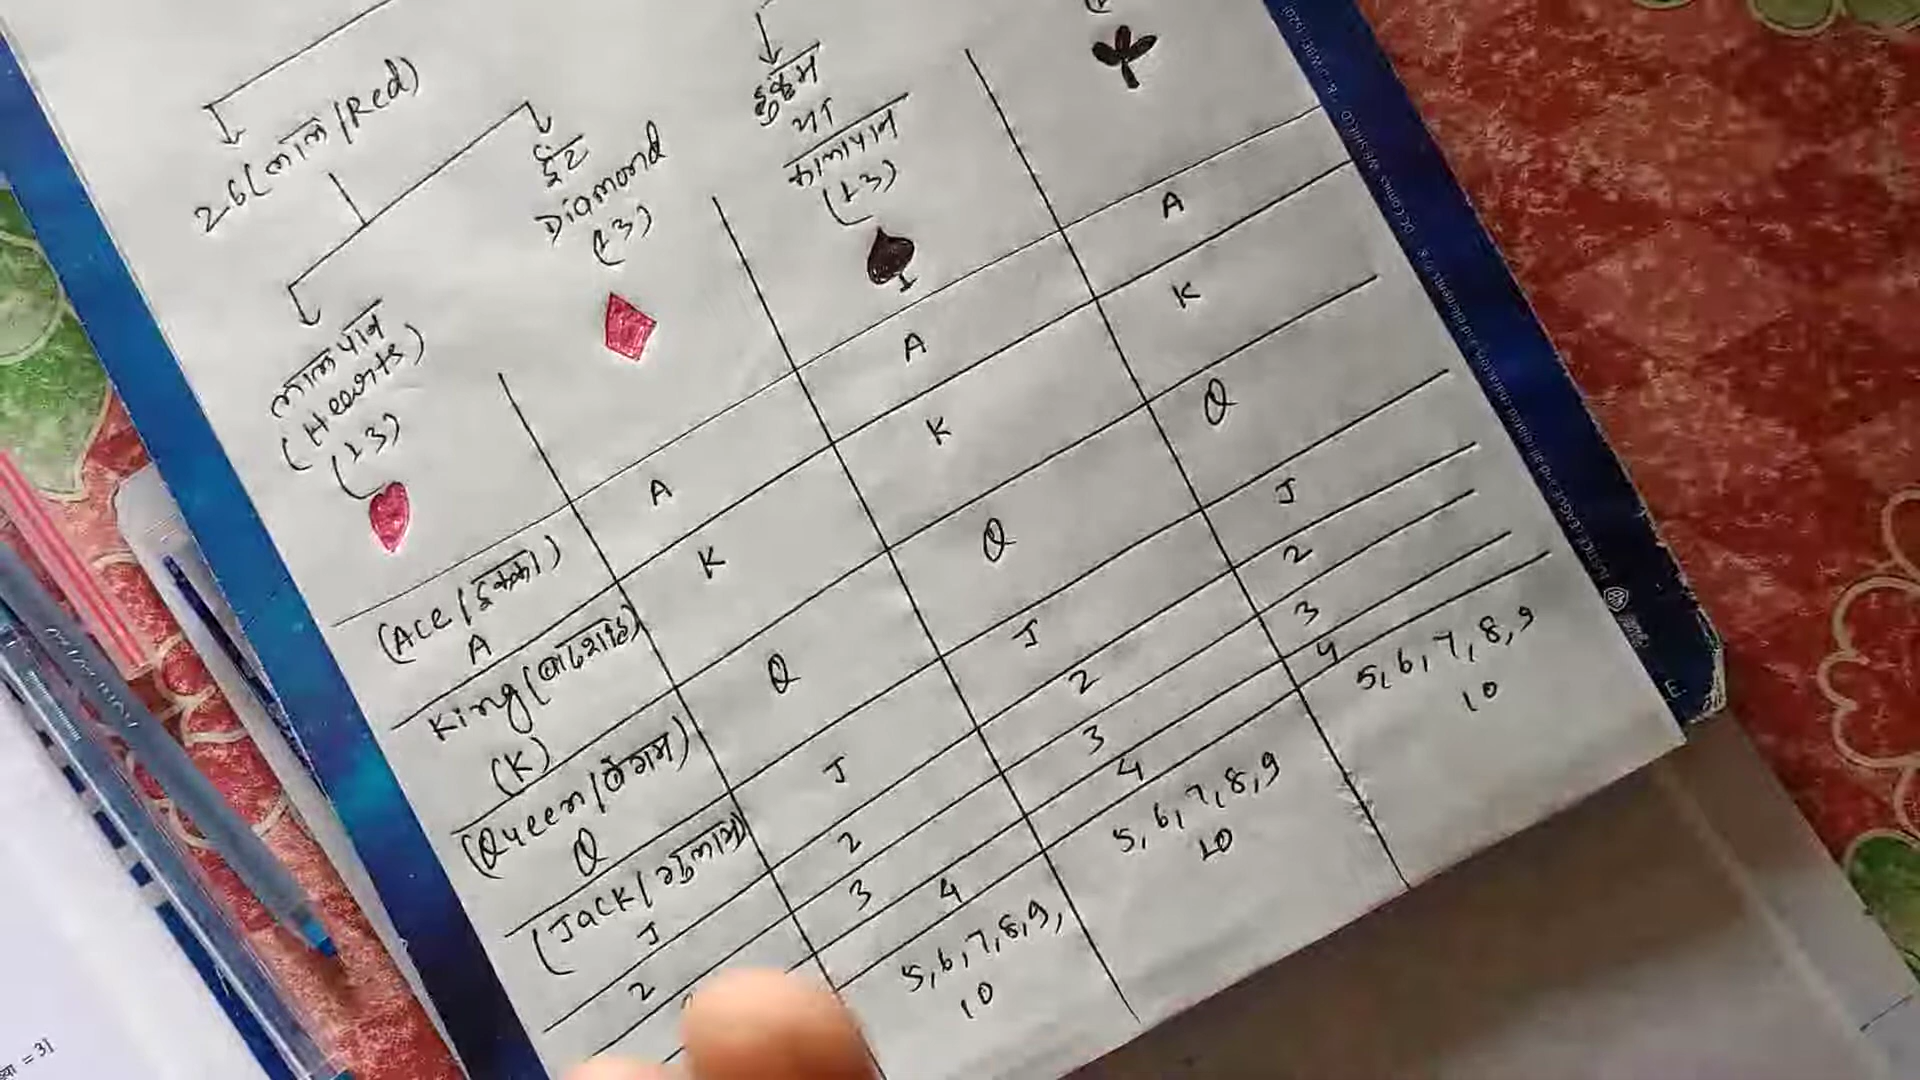 26(लाल/Red)
ईंट
Diamond
(13)
हुकुम
या
कालापान
(13)
लालपान
(Hearts)
(13)
(Ace/इक्का)
A
A
A
A
King(बादशाह)
(K)
K
K
K
(Queen/बेगम)
Q
Q
Q
Q
(Jack/गुलाम)
J
J
J
J
2
2
2
2
3
3
3
4
4
4
5,6,7,8,9,
10
5,6,7,8,9
10
5,6,7,8,9
10
= 31